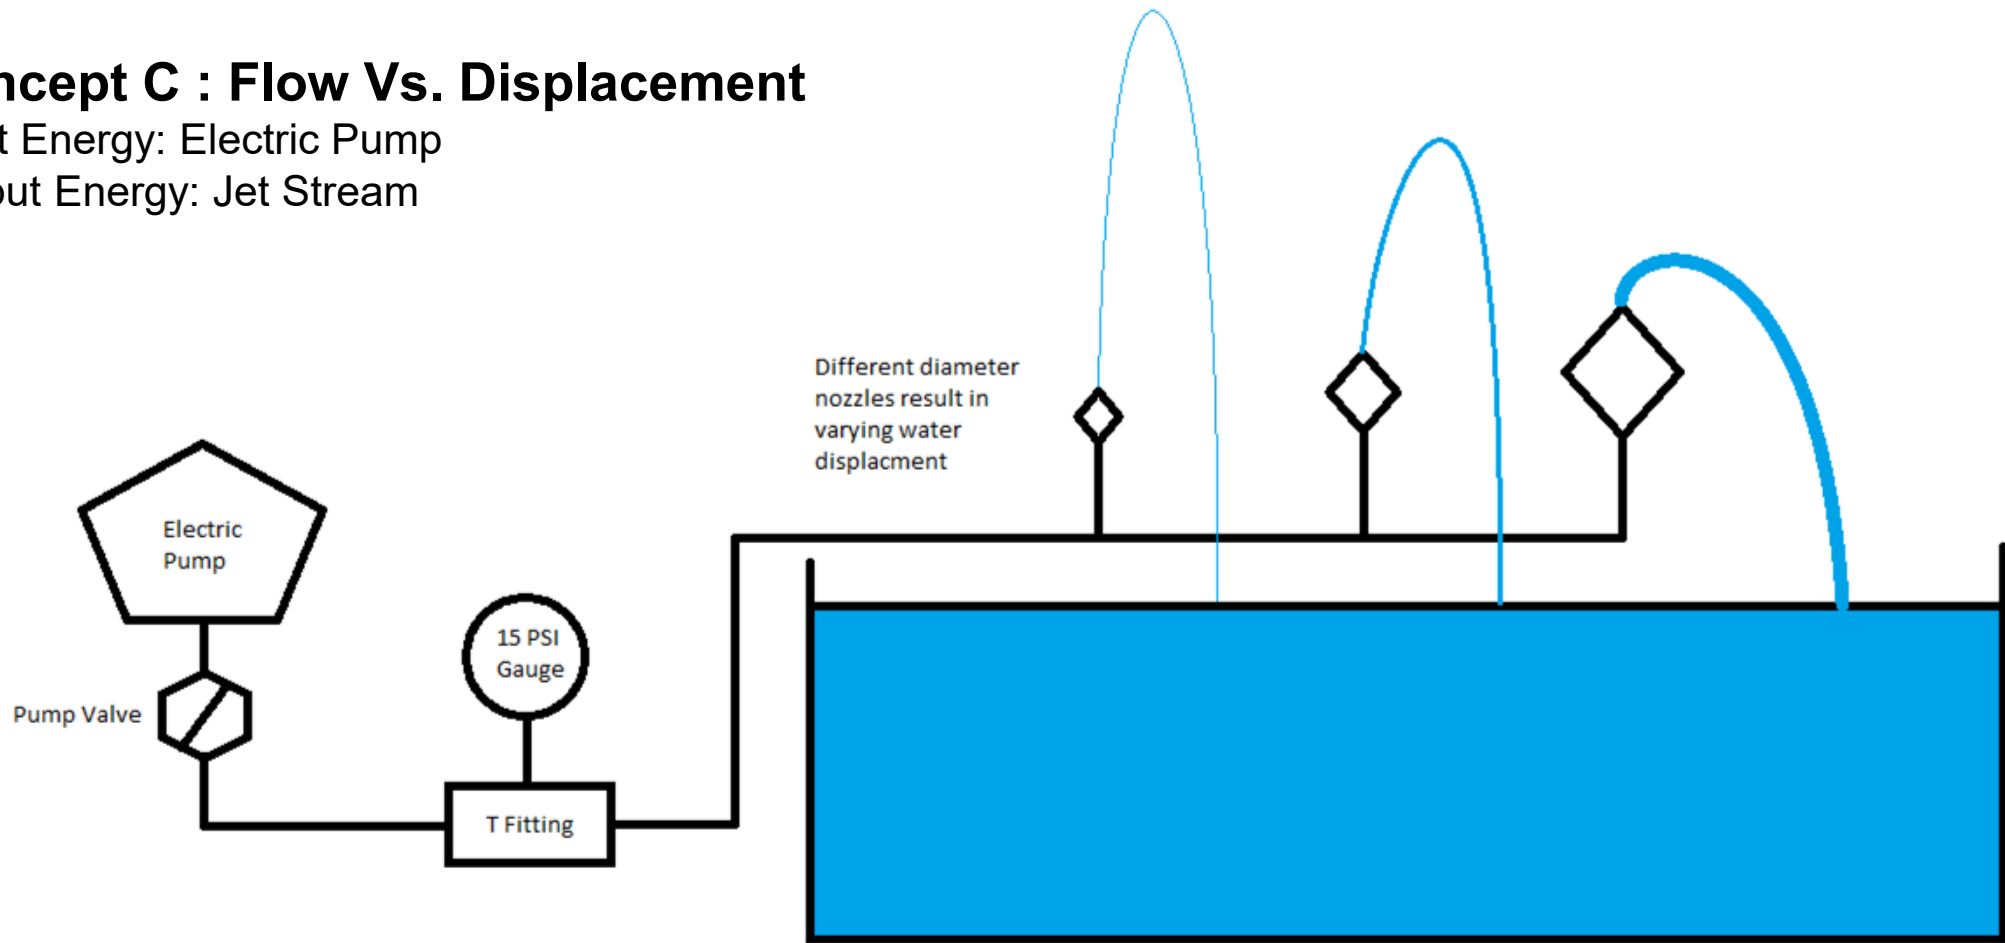 ncept C : Flow Vs. Displacement
t Energy: Electric Pump
out Energy: Jet Stream
Different diameter
nozzles result in
varying water
displacment
Electric
Pump
15 PSI
Gauge
Pump Valve
T Fitting